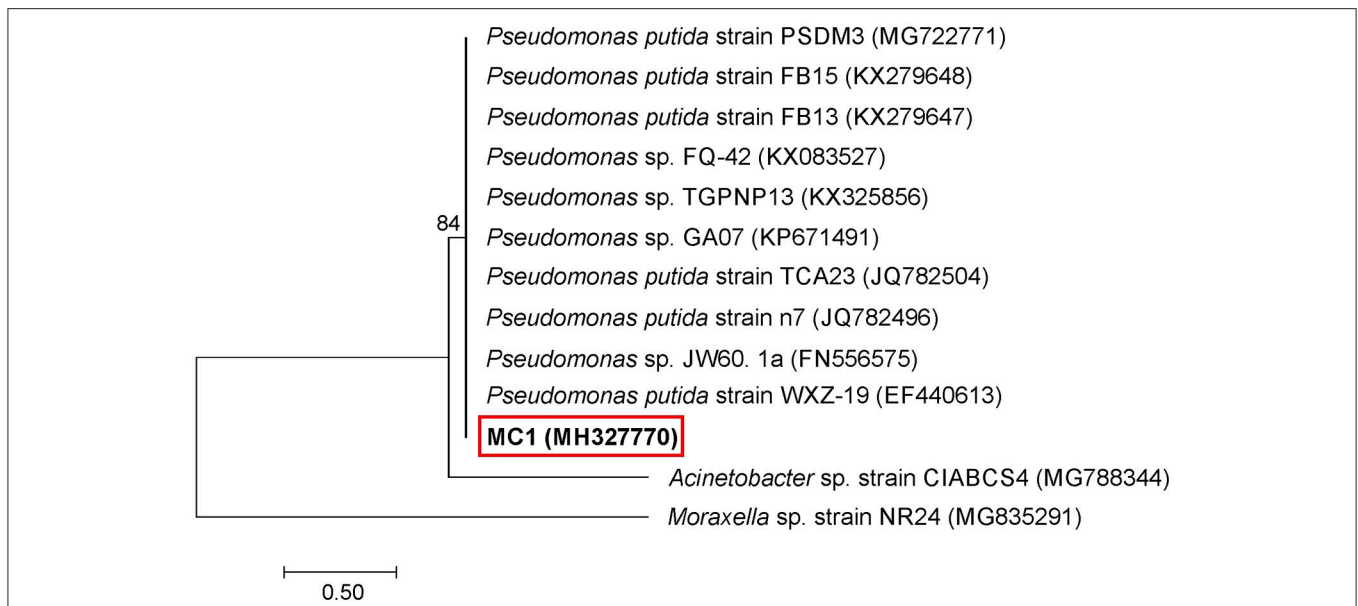 Pseudomonas putida strain PSDM3 (MG722771)
Pseudomonas putida strain FB15 (KX279648)
Pseudomonas putida strain FB13 (KX279647)
Pseudomonas sp. FQ-42 (KX083527)
Pseudomonas sp. TGPNP13 (KX325856)
84
Pseudomonas sp. GA07 (KP671491)
Pseudomonas putida strain TCA23 (JQ782504)
Pseudomonas putida strain n7 (JQ782496)
Pseudomonas sp. JW60. 1a (FN556575)
Pseudomonas putida strain WXZ-19 (EF440613)
MC1 (MH327770)
Acinetobacter sp. strain CIABCS4 (MG788344)
Moraxella sp. strain NR24 (MG835291)
0.50